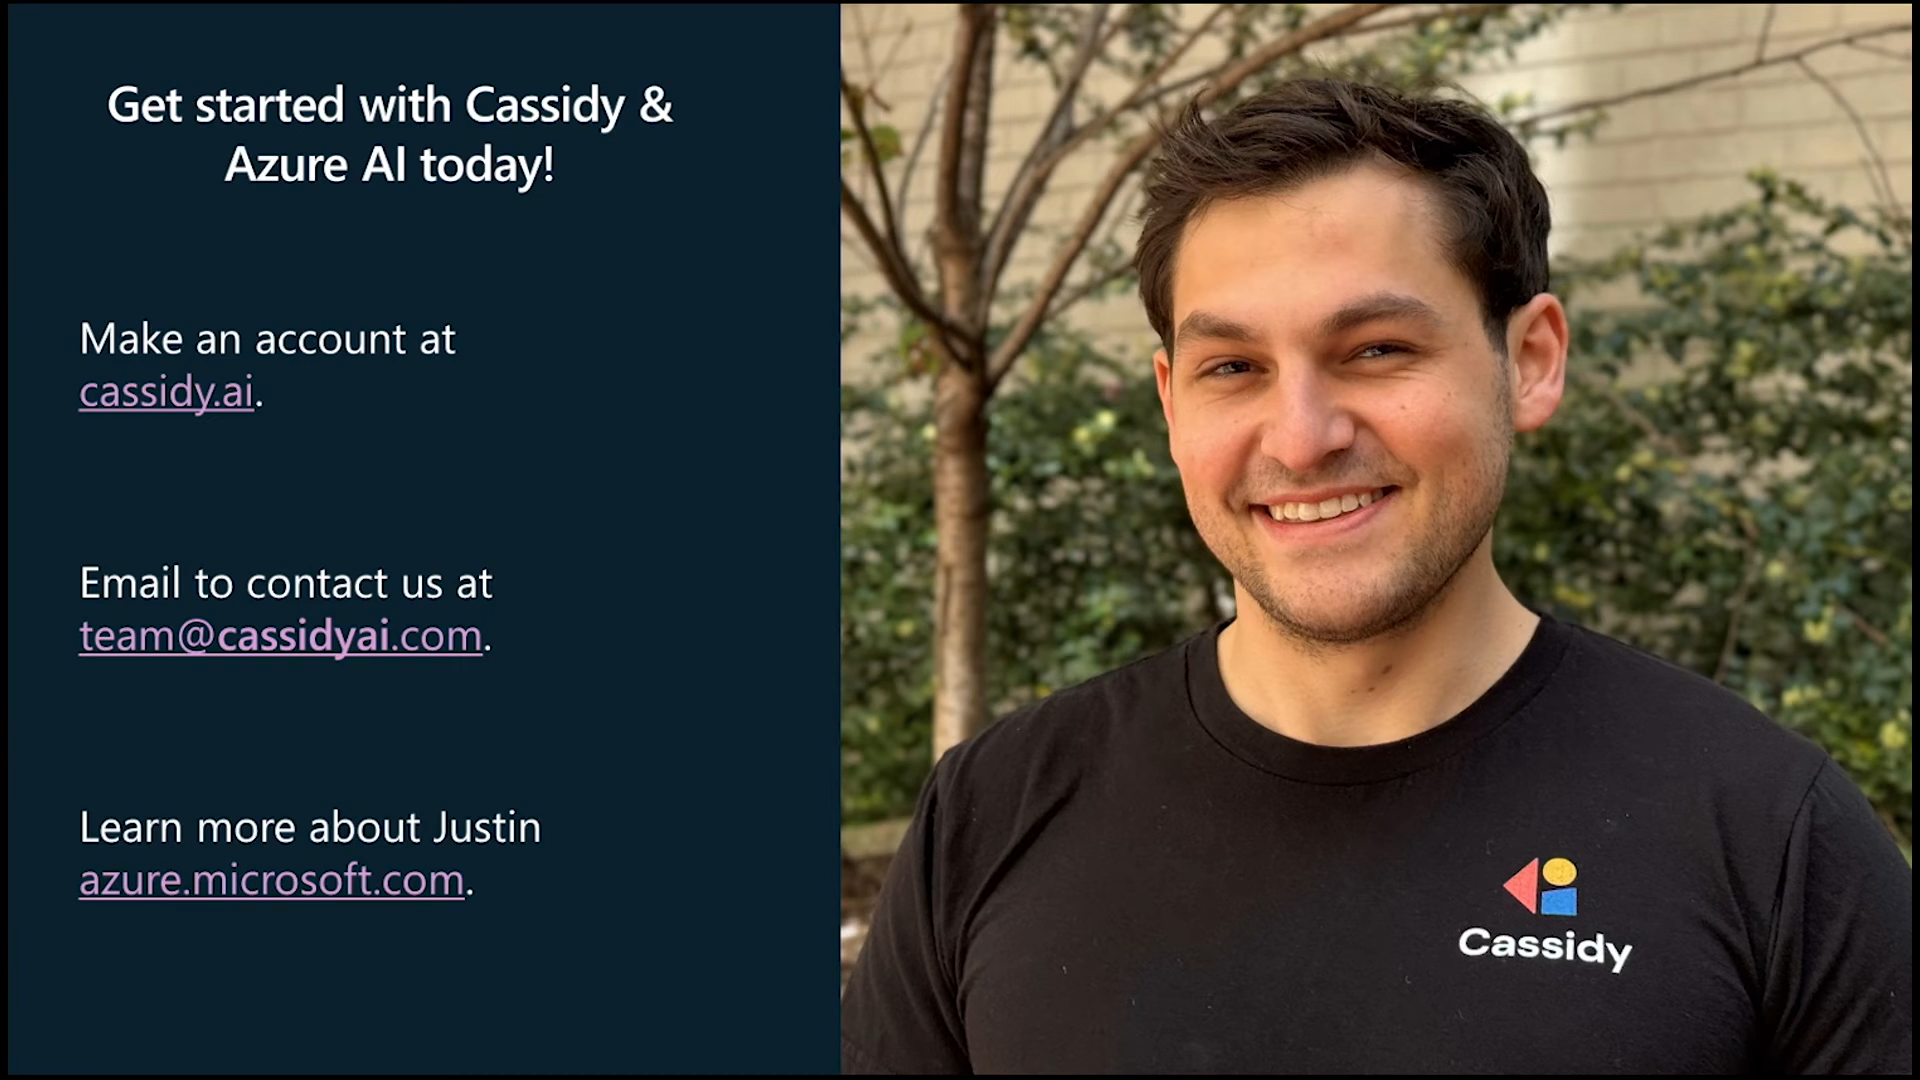 Get started with Cassidy &
Azure AI today!
Make an account at
cassidy.ai.
Email to contact us at
team@cassidyai.com.
Learn more about Justin
azure.microsoft.com.
Cassidy